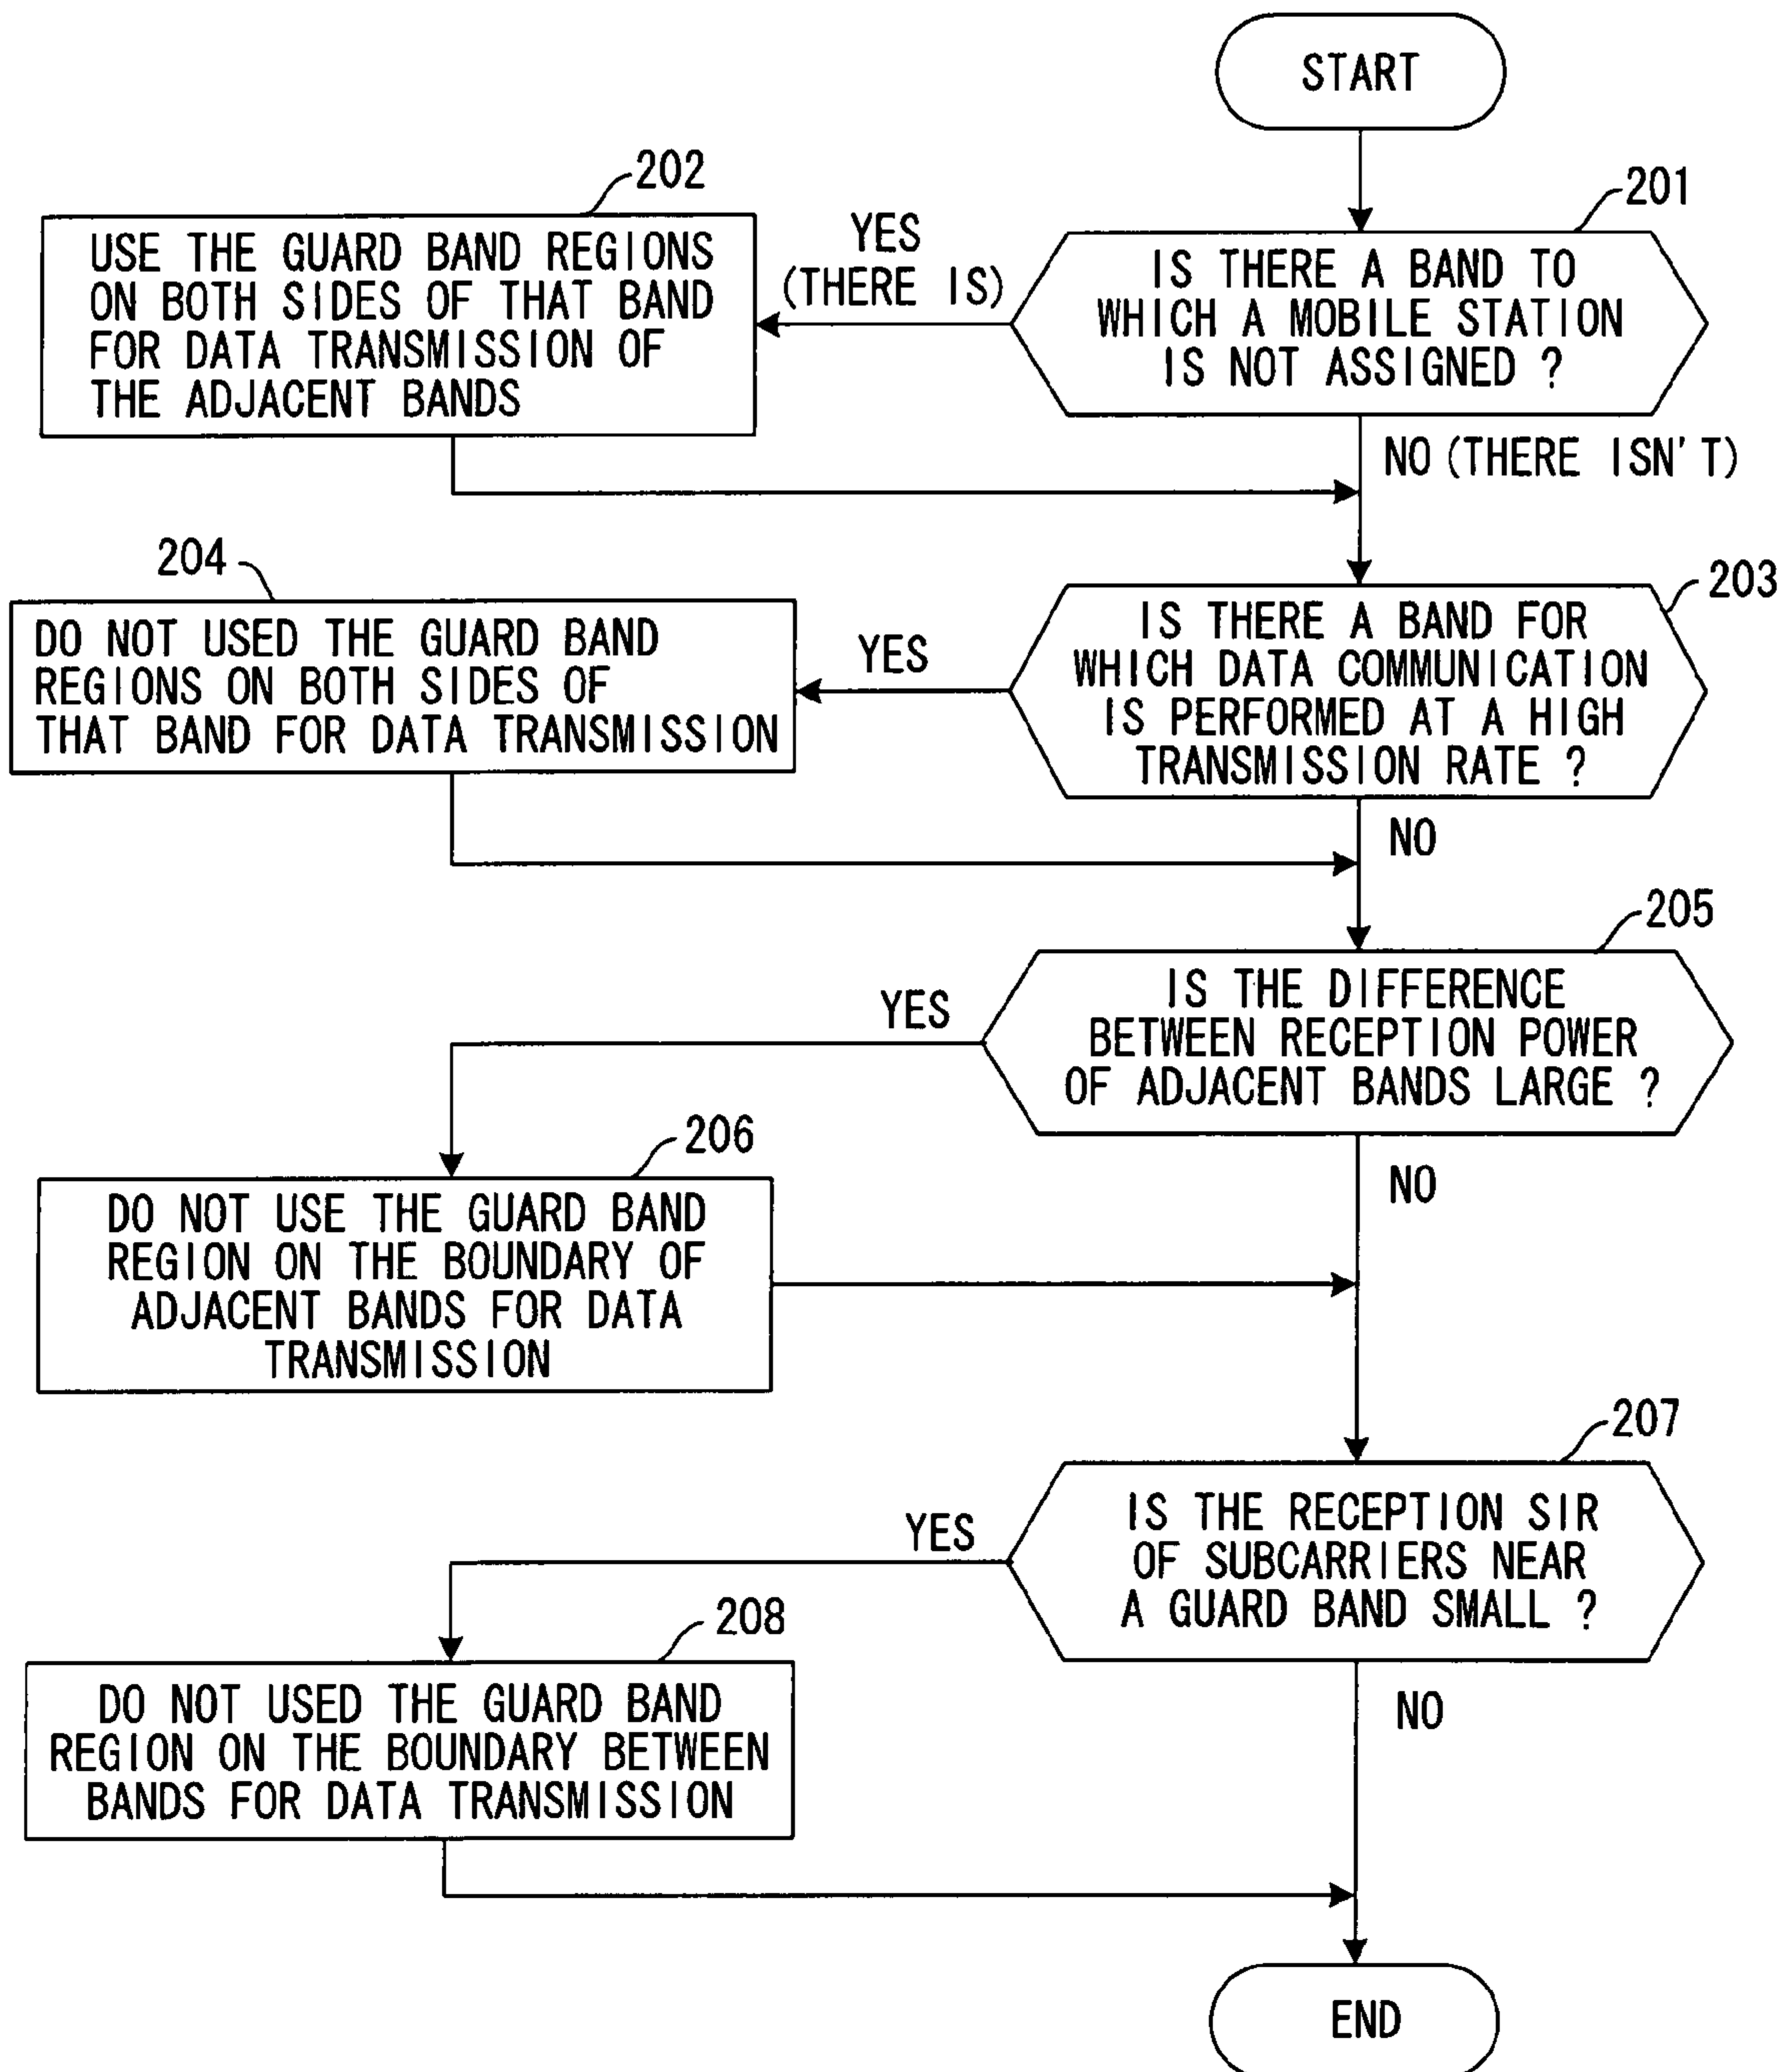 START
201
IS THERE A BAND TO
WHICH A MOBILE STATION
IS NOT ASSIGNED ?
YES
(THERE IS)
202
USE THE GUARD BAND REGIONS
ON BOTH SIDES OF THAT BAND
FOR DATA TRANSMISSION OF
THE ADJACENT BANDS
NO (THERE ISN'T)
203
IS THERE A BAND FOR
WHICH DATA COMMUNICATION
IS PERFORMED AT A HIGH
TRANSMISSION RATE ?
YES
204
DO NOT USED THE GUARD BAND
REGIONS ON BOTH SIDES OF
THAT BAND FOR DATA TRANSMISSION
NO
205
IS THE DIFFERENCE
BETWEEN RECEPTION POWER
OF ADJACENT BANDS LARGE ?
YES
206
DO NOT USE THE GUARD BAND
REGION ON THE BOUNDARY OF
ADJACENT BANDS FOR DATA
TRANSMISSION
NO
207
IS THE RECEPTION SIR
OF SUBCARRIERS NEAR
A GUARD BAND SMALL ?
YES
208
DO NOT USED THE GUARD BAND
REGION ON THE BOUNDARY BETWEEN
BANDS FOR DATA TRANSMISSION
NO
END